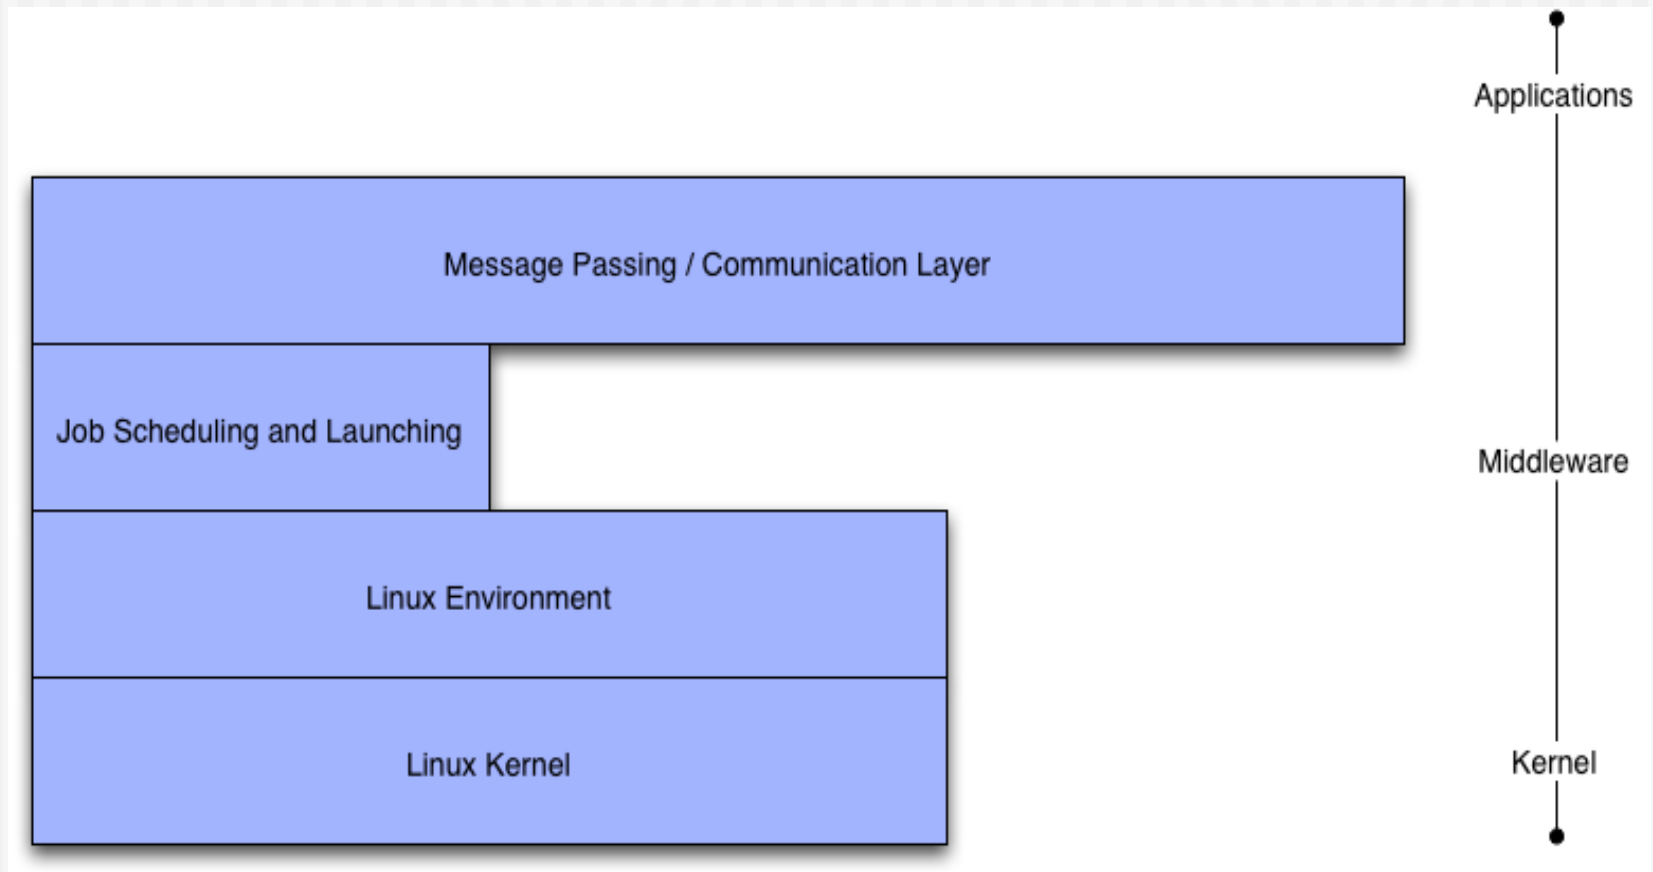 Applications
Message Passing / Communication Layer
Job Scheduling and Launching
Middleware
Linux Environment
Linux Kernel
Kernel